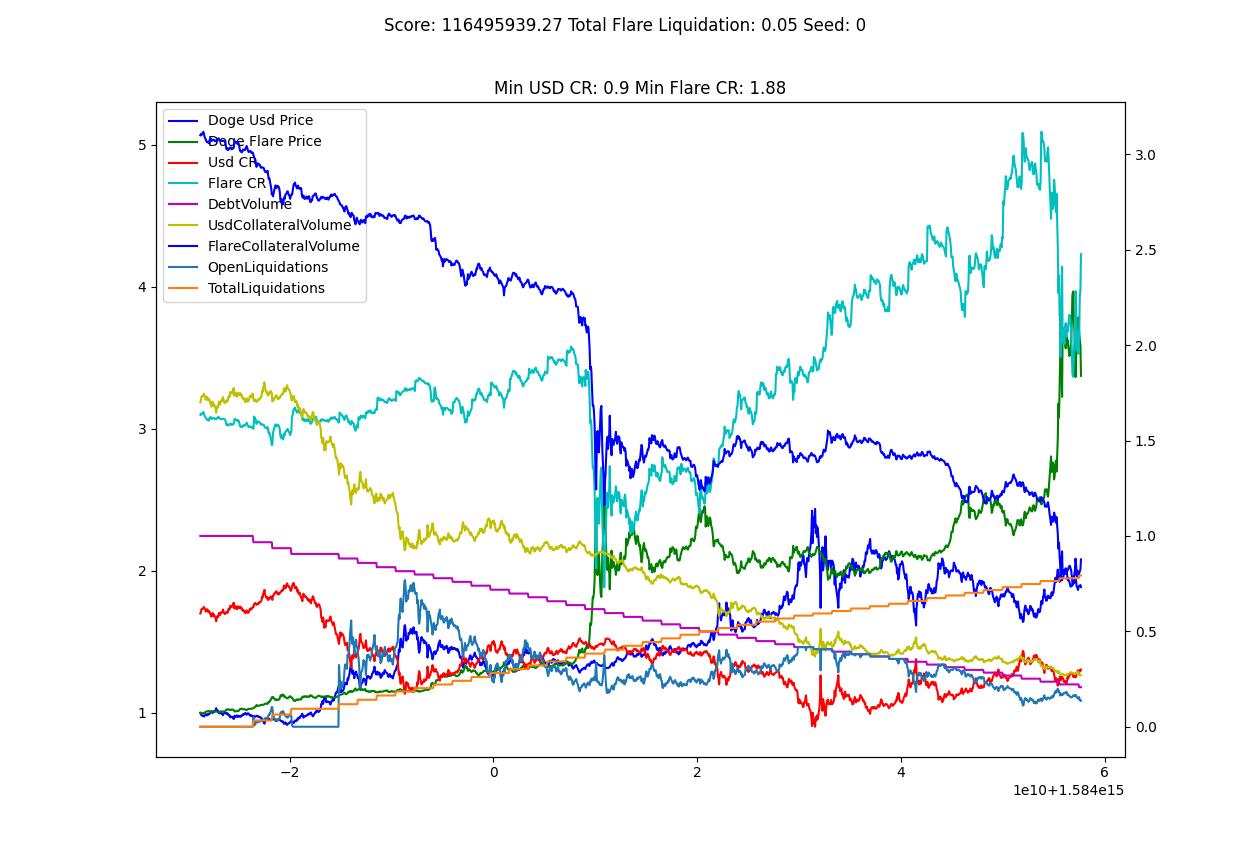 Score: 116495939.27 Total Flare Liquidation: 0.05 Seed: 0
Min USD CR: 0.9 Min Flare CR: 1.88
Doge Usd Price
Doge Flare Price
Usd CR
Flare CR
DebtVolume
UsdCollateralVolume
FlareCollateralVolume
OpenLiquidations
TotalLiquidations
5
4
3
2
1
3.0
2.5
2.0
1.5
1.0
0.5
0.0
−2 0 2 4 6
1e10+1.584e15